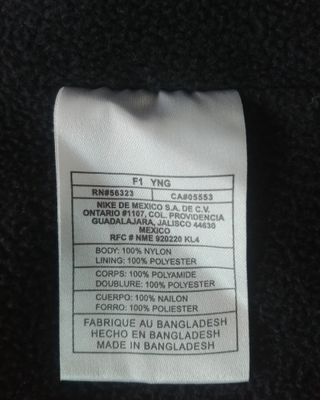 F1 YNG
RN#56323 CA#05553
NIKE DE MEXICO S.A. DE C.V.
ONTARIO #1107, COL. PROVIDENCIA
GUADALAJARA, JALISCO 44630
MEXICO
RFC # NME 920220 KL4
BODY: 100% NYLON
LINING: 100% POLYESTER
CORPS: 100% POLYAMIDE
DOUBLURE: 100% POLYESTER
CUERPO: 100% NAILON
FORRO: 100% POLIESTER
FABRIQUE AU BANGLADESH
HECHO EN BANGLADESH
MADE IN BANGLADESH